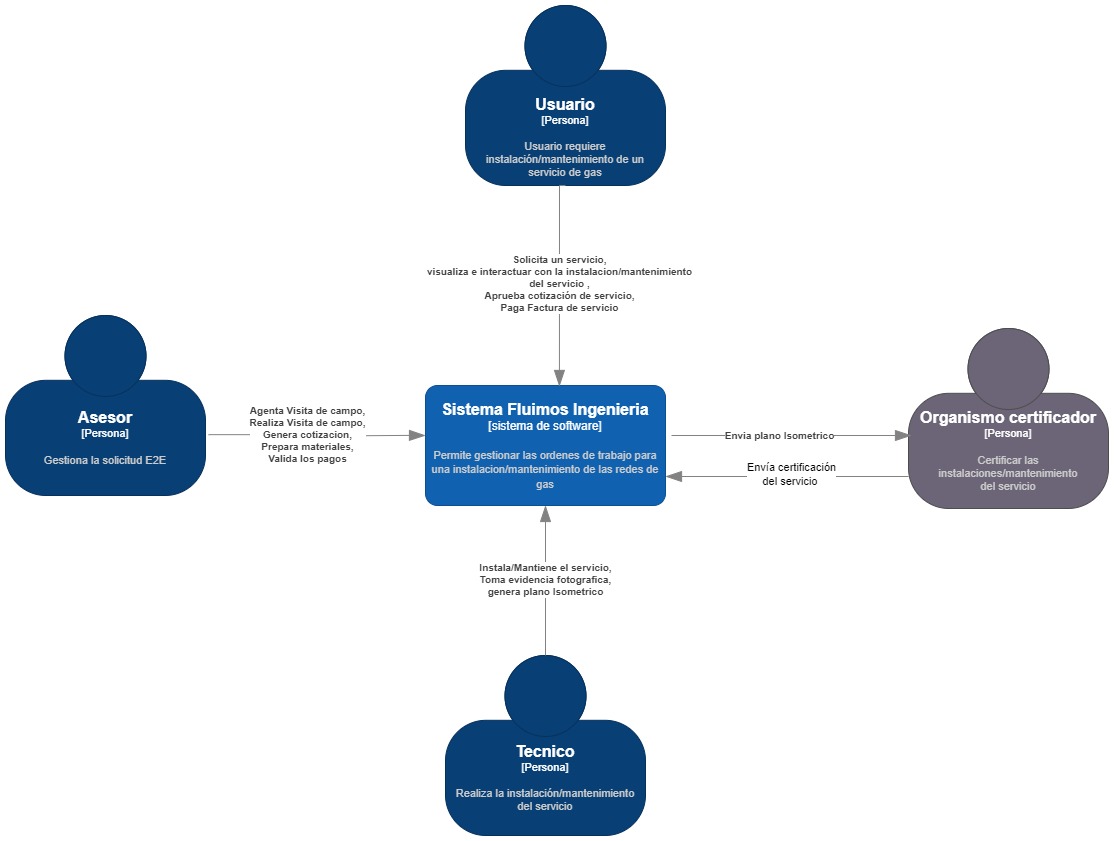 Usuario
[Persona]
Usuario requiere
instalación/mantenimiento de un
servicio de gas
Solicita un servicio,
visualiza e interactuar con la instalacion/mantenimiento
del servicio ,
Aprueba cotización de servicio,
Paga Factura de servicio
Asesor
[Persona]
Gestiona la solicitud E2E
Agenta Visita de campo,
Realiza Visita de campo,
Genera cotizacion,
Prepara materiales,
Valida los pagos
Sistema Fluimos Ingenieria
[sistema de software]
Permite gestionar las ordenes de trabajo para
una instalacion/mantenimiento de las redes de
gas
Envia plano Isometrico
Envía certificación
del servicio
Organismo certificador
[Persona]
Certificar las
instalaciones/mantenimiento
del servicio
Instala/Mantiene el servicio,
Toma evidencia fotografica,
genera plano Isometrico
Tecnico
[Persona]
Realiza la instalación/mantenimiento
del servicio